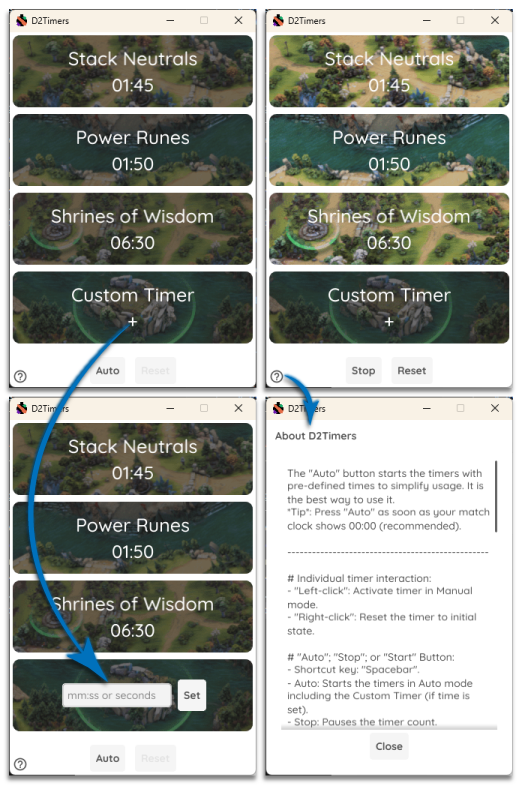 D2Timers
Stack Neutrals
01:45
Power Runes
01:50
Shrines of Wisdom
06:30
Custom Timer
+
Auto
Reset
D2Timers
Stack Neutrals
01:45
Power Runes
01:50
Shrines of Wisdom
06:30
Custom Timer
+
Stop
Reset
D2Timers
Stack Neutrals
01:45
Power Runes
01:50
Shrines of Wisdom
06:30
mm:ss or seconds
Set
Auto
Reset
D2Timers
About D2Timers
The "Auto" button starts the timers with
pre-defined times to simplify usage. It is
the best way to use it.
*Tip*: Press "Auto" as soon as your match
clock shows 00:00 (recommended).
------------------------------------------------
# Individual timer interaction:
- "Left-click": Activate timer in Manual
mode.
- "Right-click": Reset the timer to initial
state.
# "Auto"; "Stop"; or "Start" Button:
- Shortcut key: "Spacebar".
- Auto: Starts the timers in Auto mode
including the Custom Timer (if time is
set).
- Stop: Pauses the timer count.
Close